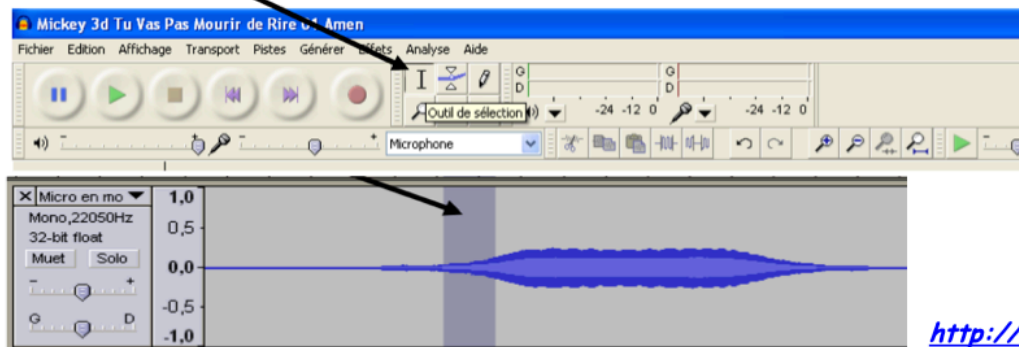 Mickey 3d Tu Vas Pas Mourir de Rire 01 Amen
Fichier Edition Affichage Transport Pistes Générer Effets Analyse Aide
G
D
G
D
Outil de sélection
-24 -12 0
-24 -12 0
- + - +
Microphone
-
Micro en mo
1,0
Mono,22050Hz
0,5
32-bit float
Muet Solo
0,0
- +
-0,5
G D
-1,0
http://